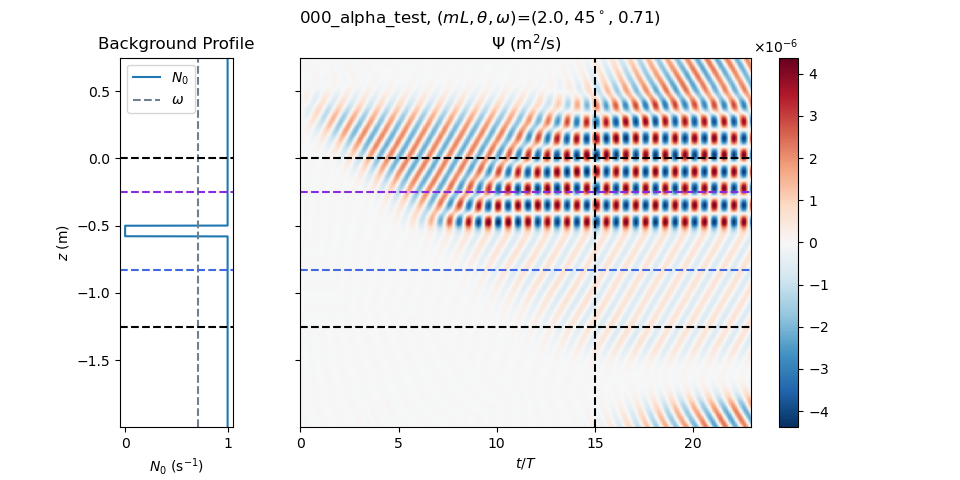 000_alpha_test, (mL, θ, ω)=(2.0, 45°, 0.71)
Background Profile
Ψ (m²/s)
×10⁻⁶
N₀
ω
0.5
0.0
−0.5
−1.0
−1.5
z (m)
0 1
N₀ (s⁻¹)
0 5 10 15 20
t/T
4
3
2
1
0
−1
−2
−3
−4